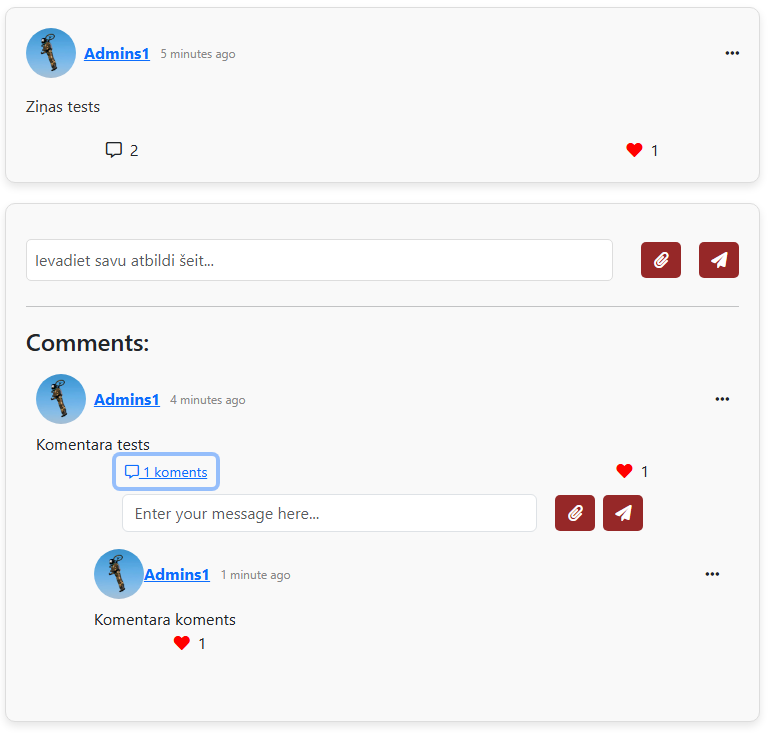 Admins1 5 minutes ago
Ziņas tests
2 1
Ievadiet savu atbildi šeit...
Comments:
Admins1 4 minutes ago
Komentara tests
1 koments 1
Enter your message here...
Admins1 1 minute ago
Komentara koments
1